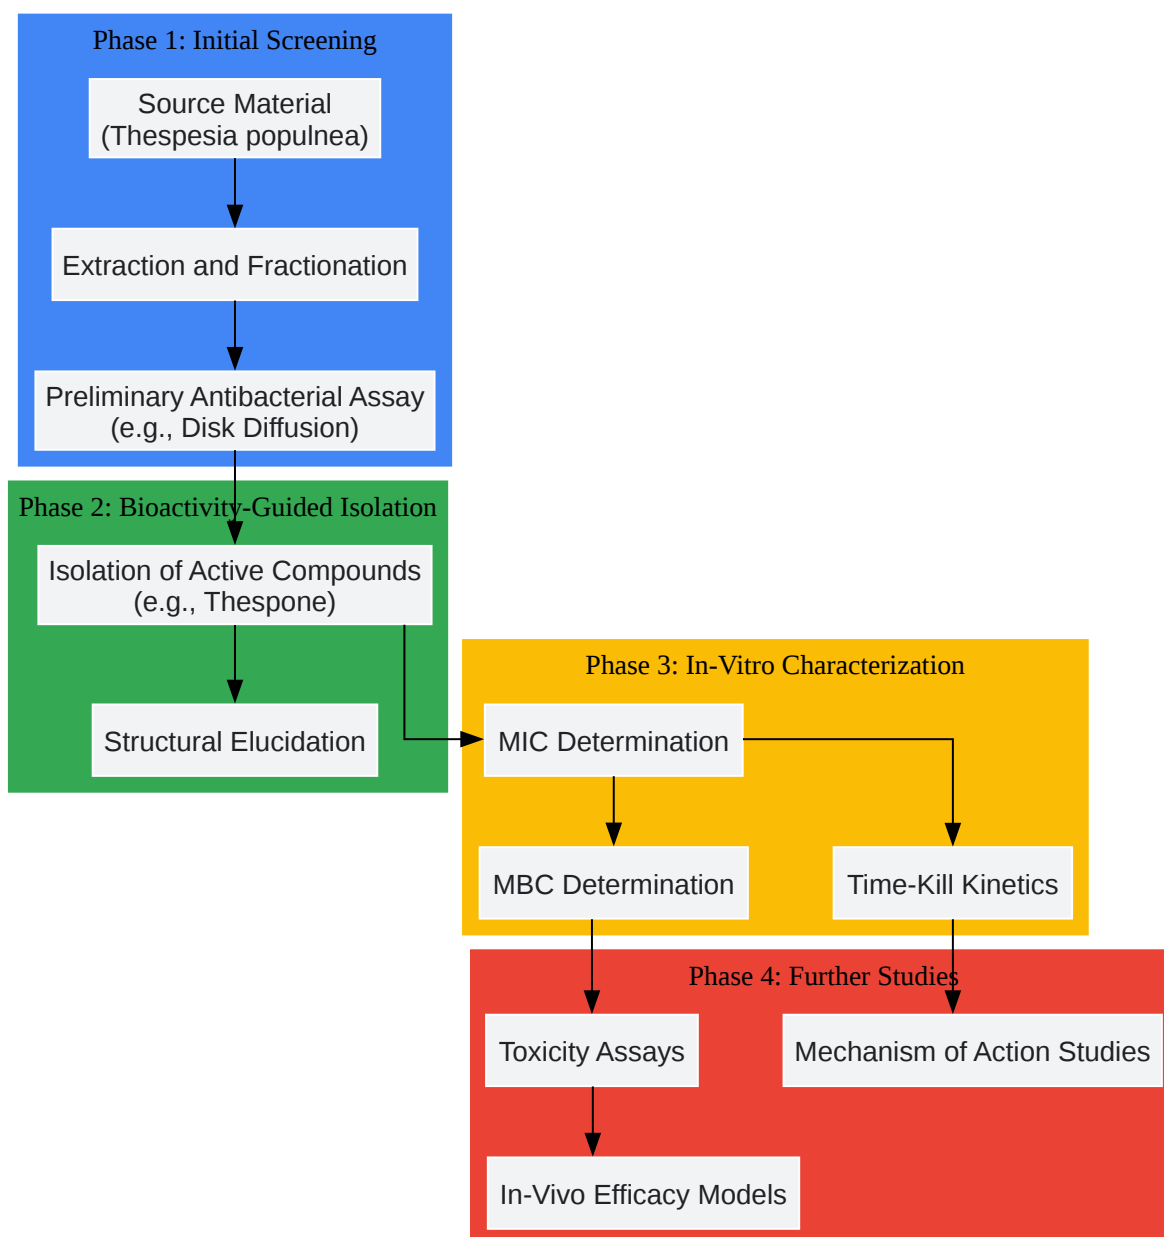 Phase 1: Initial Screening
Source Material
(Thespesia populnea)
Extraction and Fractionation
Preliminary Antibacterial Assay
(e.g., Disk Diffusion)
Phase 2: Bioactivity-Guided Isolation
Isolation of Active Compounds
(e.g., Thespone)
Structural Elucidation
Phase 3: In-Vitro Characterization
MIC Determination
MBC Determination
Time-Kill Kinetics
Phase 4: Further Studies
Toxicity Assays
Mechanism of Action Studies
In-Vivo Efficacy Models